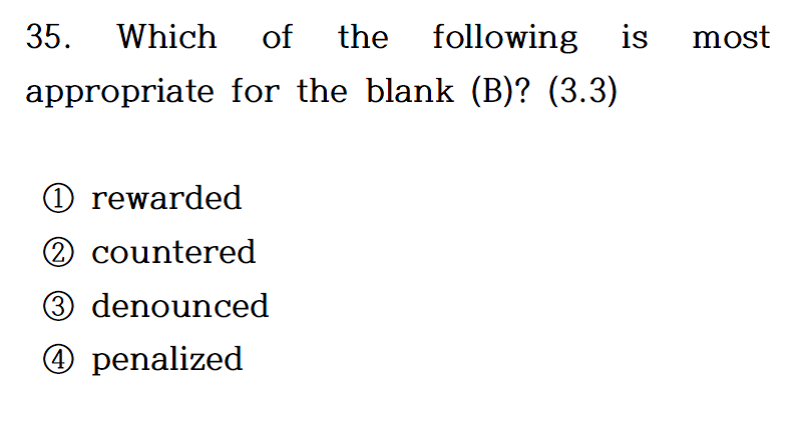 35. Which of the following is most
appropriate for the blank (B)? (3.3)
① rewarded
② countered
③ denounced
④ penalized